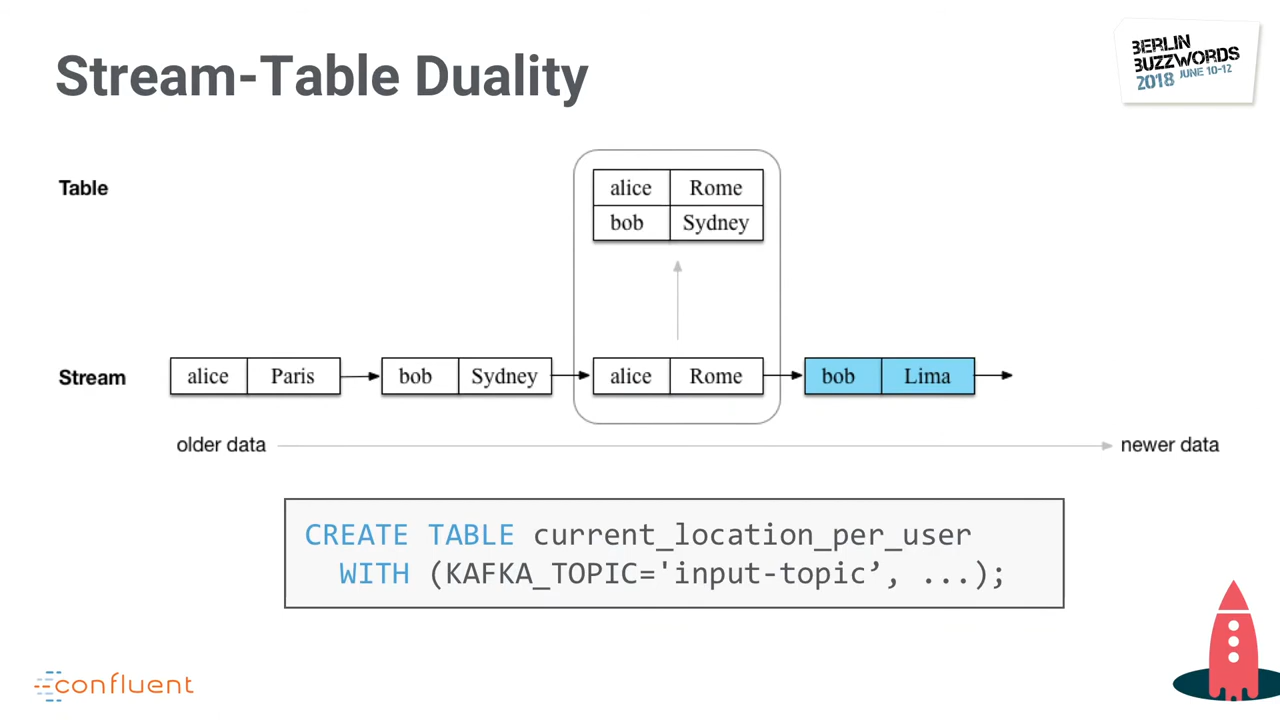 Stream-Table Duality
BERLIN
BUZZWORDS
2018 JUNE 10-12
Table
alice Rome
bob Sydney
Stream
alice Paris bob Sydney alice Rome bob Lima
older data newer data
CREATE TABLE current_location_per_user
WITH (KAFKA_TOPIC='input-topic’, ...);
confluent